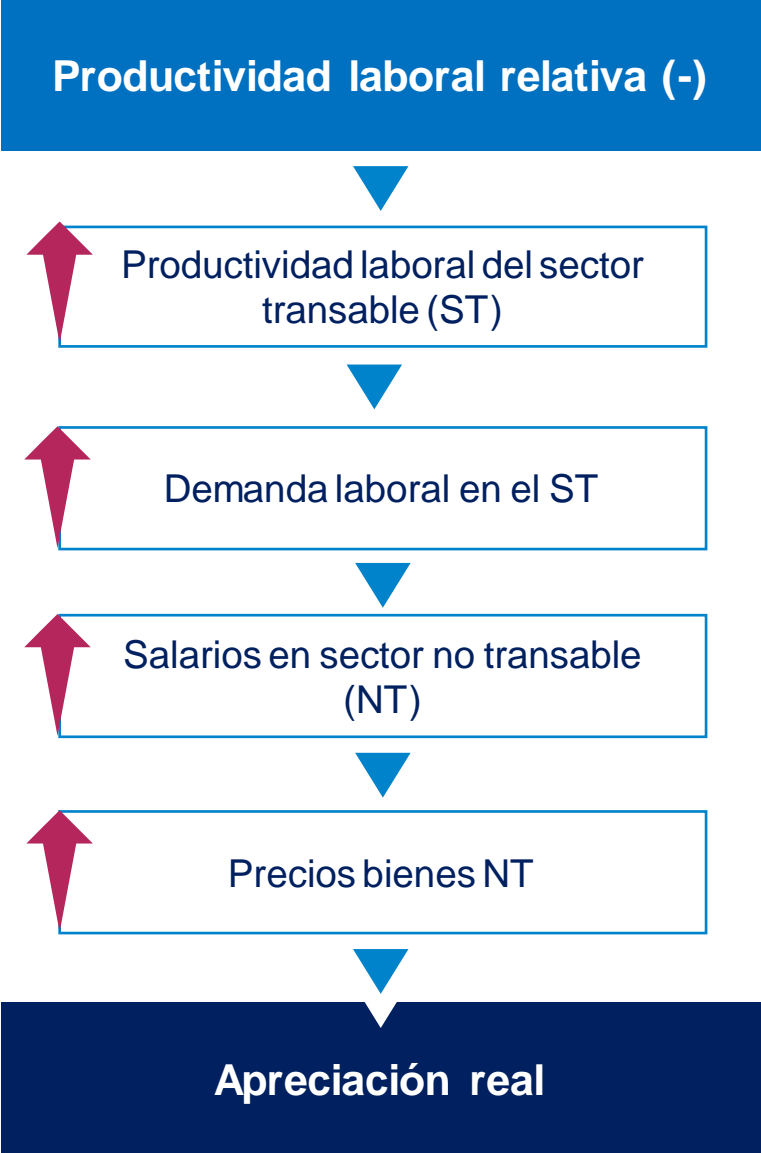 Productividad laboral relativa (-)
Productividad laboral del sector
transable (ST)
Demanda laboral en el ST
Salarios en sector no transable
(NT)
Precios bienes NT
Apreciación real